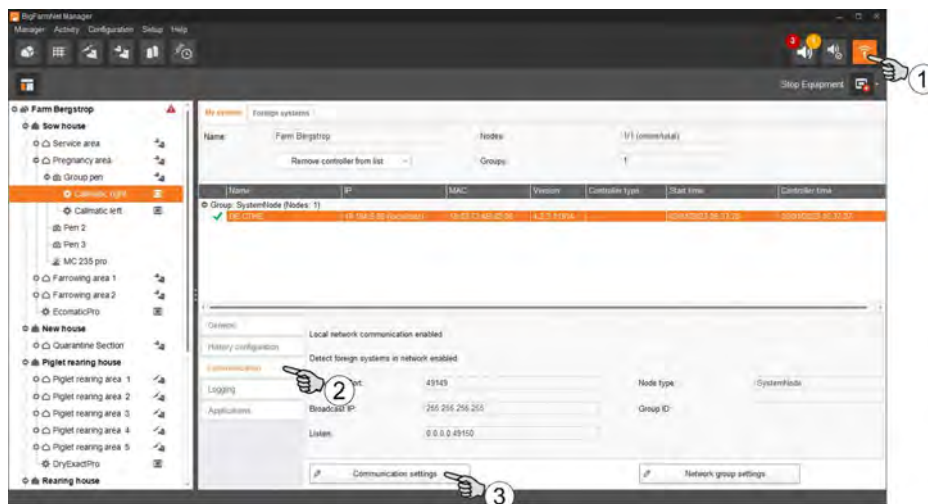 BigFarmNet Manager
Manager Activity Configuration Setup Help
3
1
Stop Equipment
Farm Bergstrop
Sow house
Service area
Pregnancy area
Group pen
Callmatic right
Callmatic left
Pen 2
Pen 3
MC 235 pro
Farrowing area 1
Farrowing area 2
EcomaticPro
New house
Quarantine Section
Piglet rearing house
Piglet rearing area 1
Piglet rearing area 2
Piglet rearing area 3
Piglet rearing area 4
Piglet rearing area 5
DryExactPro
Rearing house
My system Foreign systems
Name: Farm Bergstrop Nodes: 1/1 (online/total)
Remove controller from list Groups: 1
Name IP MAC Version Controller type Start time Controller time
Group: SystemNode (Nodes: 1)
General
History configuration
Communication
Logging
Applications
Local network communication enabled
Detect foreign systems in network enabled
49149 Node type: SystemNode
2
Broadcast IP: 255.255.255.255 Group ID:
Listen: 0.0.0.0:49150
Communication settings Network group settings
3